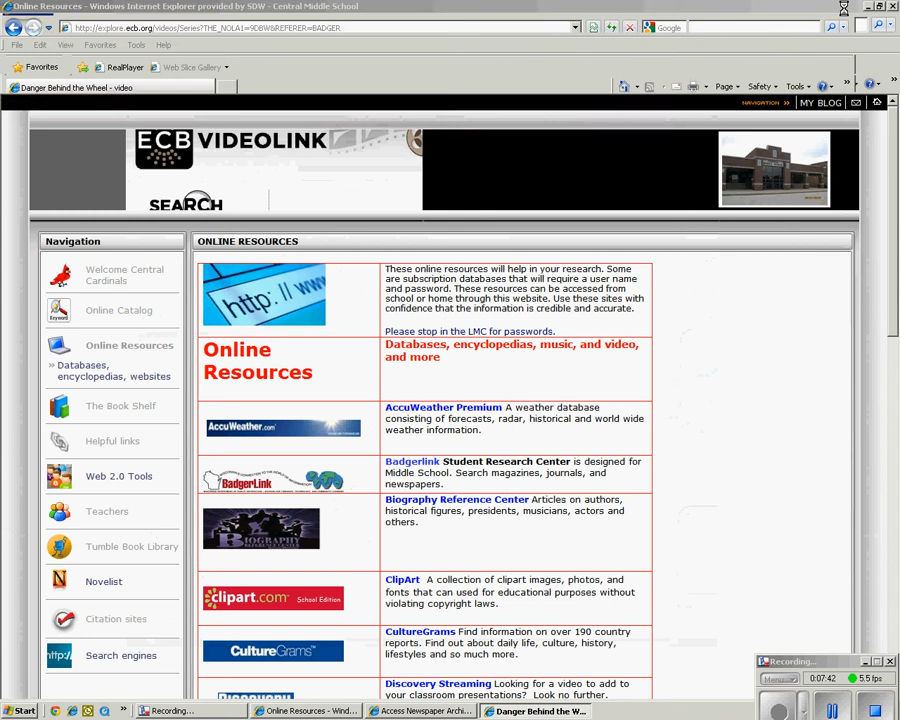 Online Resources - Windows Internet Explorer provided by SDW - Central Middle School
http://explore.ecb.org/videos/Series?THE_NOLA1=9DBW&REFERER=BADGER
Google
File Edit View Favorites Tools Help
Favorites RealPlayer Web Slice Gallery
Danger Behind the Wheel - video
Page Safety Tools
NAVIGATION >> MY BLOG
ECB VIDEOLINK
SEARCH
Navigation
Welcome Central Cardinals
Keyword
Online Catalog
Online Resources
» Databases, encyclopedias, websites
The Book Shelf
Helpful links
Web 2.0 Tools
Teachers
Tumble Book Library
Novelist
Citation sites
http:
Search engines
ONLINE RESOURCES
http://www
These online resources will help in your research. Some
are subscription databases that will require a user name
and password. These resources can be accessed from
school or home through this website. Use these sites with
confidence that the information is credible and accurate.
Please stop in the LMC for passwords.
Online
Resources
Databases, encyclopedias, music, and video,
and more
AccuWeather.com
AccuWeather Premium A weather database
consisting of forecasts, radar, historical and world wide
weather information.
BadgerLink
Badgerlink Student Research Center is designed for
Middle School. Search magazines, journals, and
newspapers.
BIOGRAPHY
Biography Reference Center Articles on authors,
historical figures, presidents, musicians, actors and
others.
clipart.com School Edition
ClipArt A collection of clipart images, photos, and
fonts that can used for educational purposes without
violating copyright laws.
CultureGrams™
CultureGrams Find information on over 190 country
reports. Find out about daily life, culture, history,
lifestyles and so much more.
DISCOVERY
Discovery Streaming Looking for a video to add to
your classroom presentations? Look no further.
Recording...
Menu
0:07:42 5.5 fps
Start Recording... Online Resources - Wind... Access Newspaper Archi... Danger Behind the W...